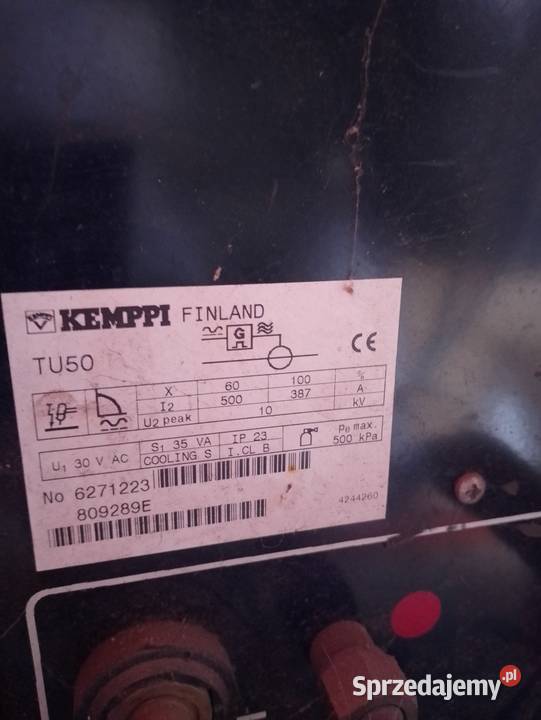 KEMPPI FINLAND
TU50
G
CE
X 60 100 %
I2 500 387 A
U2 peak 10 kV
U1 30 V AC S1 35 VA IP 23 Pe max.
COOLING S I.CL B 500 kPa
No 6271223
809289E
4244260
Sprzedajemy.pl